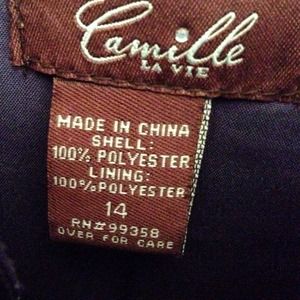 Camille
LA VIE
MADE IN CHINA
SHELL:
100% POLYESTER
LINING:
100%POLYESTER
14
RN#99358
OVER FOR CARE